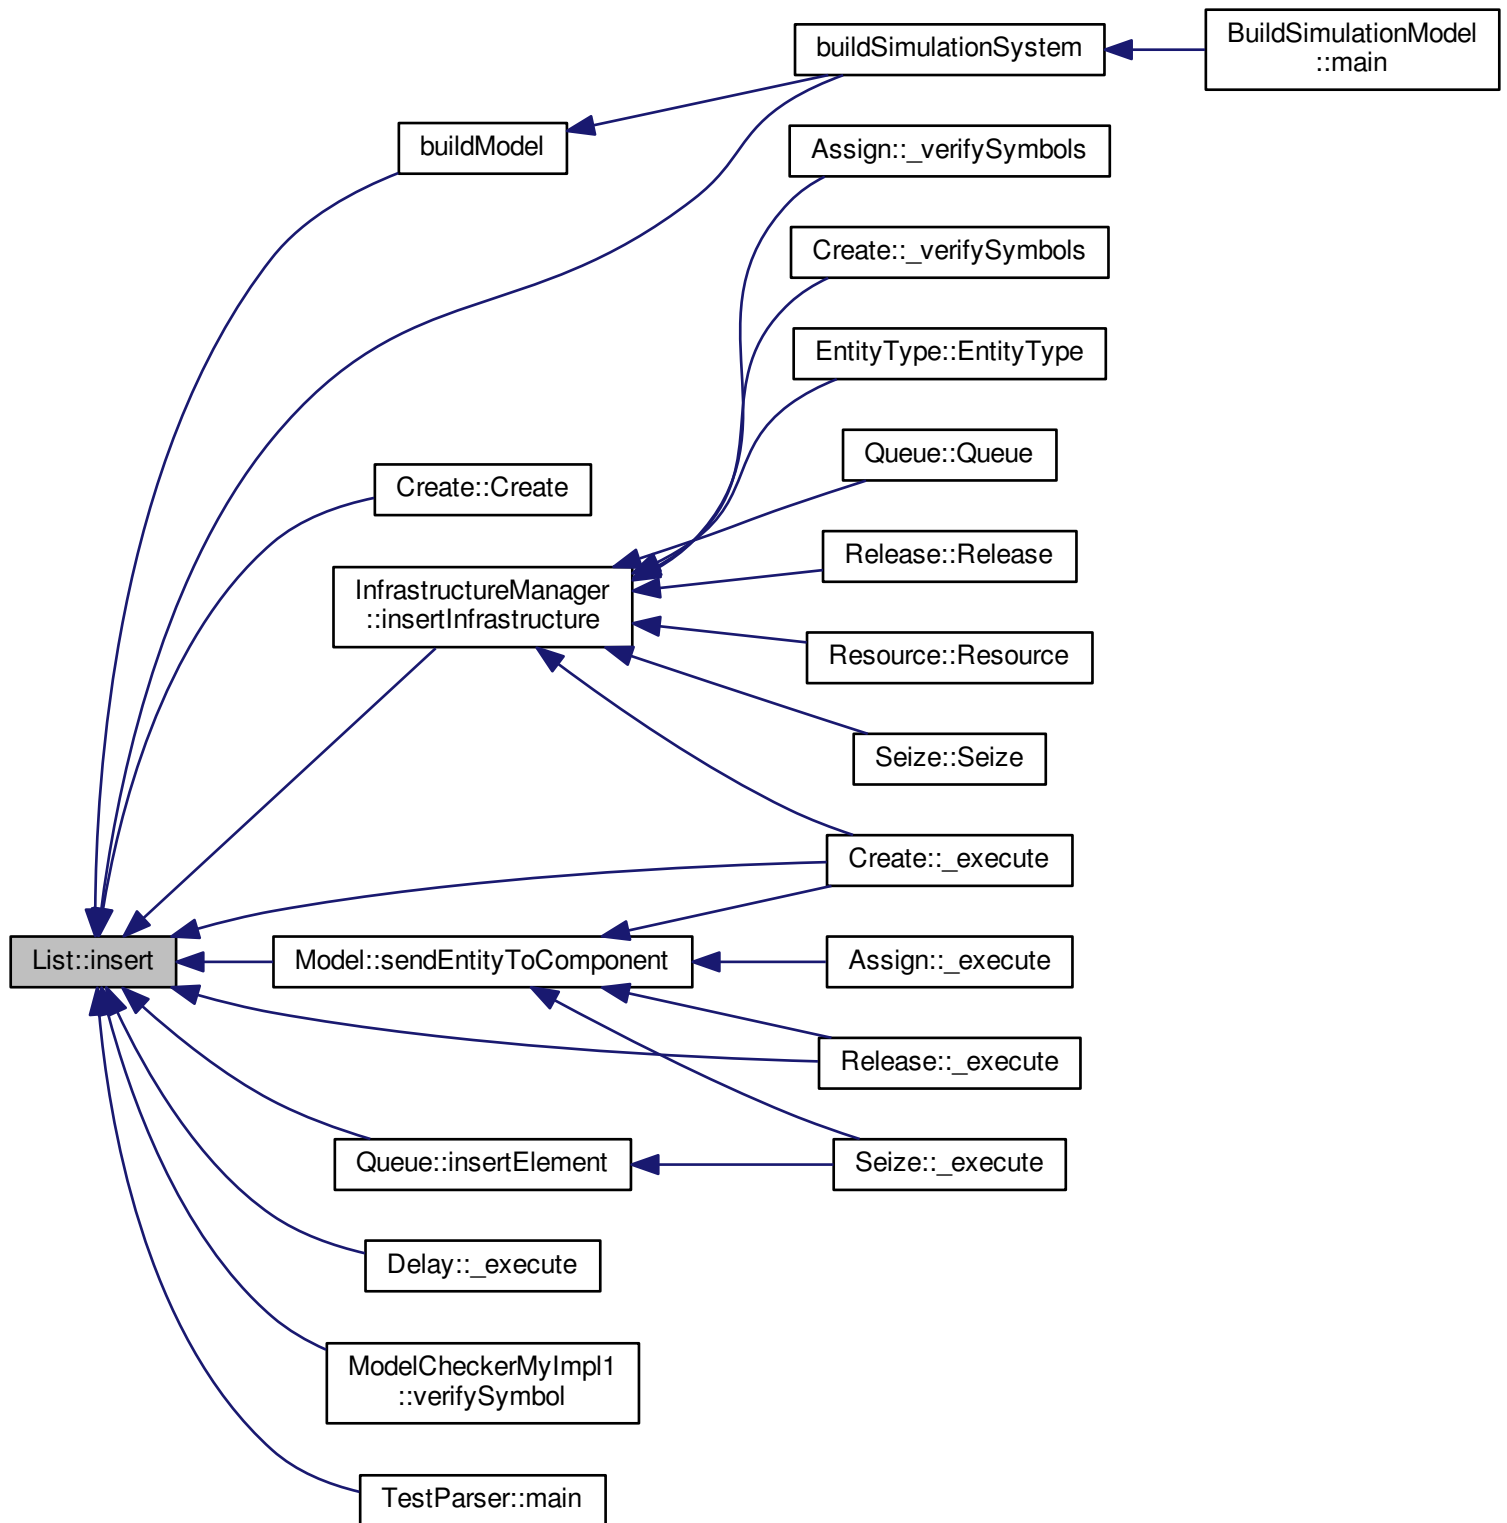 buildSimulationSystem
BuildSimulationModel
::main
buildModel
Assign::_verifySymbols
Create::_verifySymbols
EntityType::EntityType
Queue::Queue
Create::Create
Release::Release
InfrastructureManager
::insertInfrastructure
Resource::Resource
Seize::Seize
Create::_execute
List::insert
Model::sendEntityToComponent
Assign::_execute
Release::_execute
Queue::insertElement
Seize::_execute
Delay::_execute
ModelCheckerMyImpl1
::verifySymbol
TestParser::main